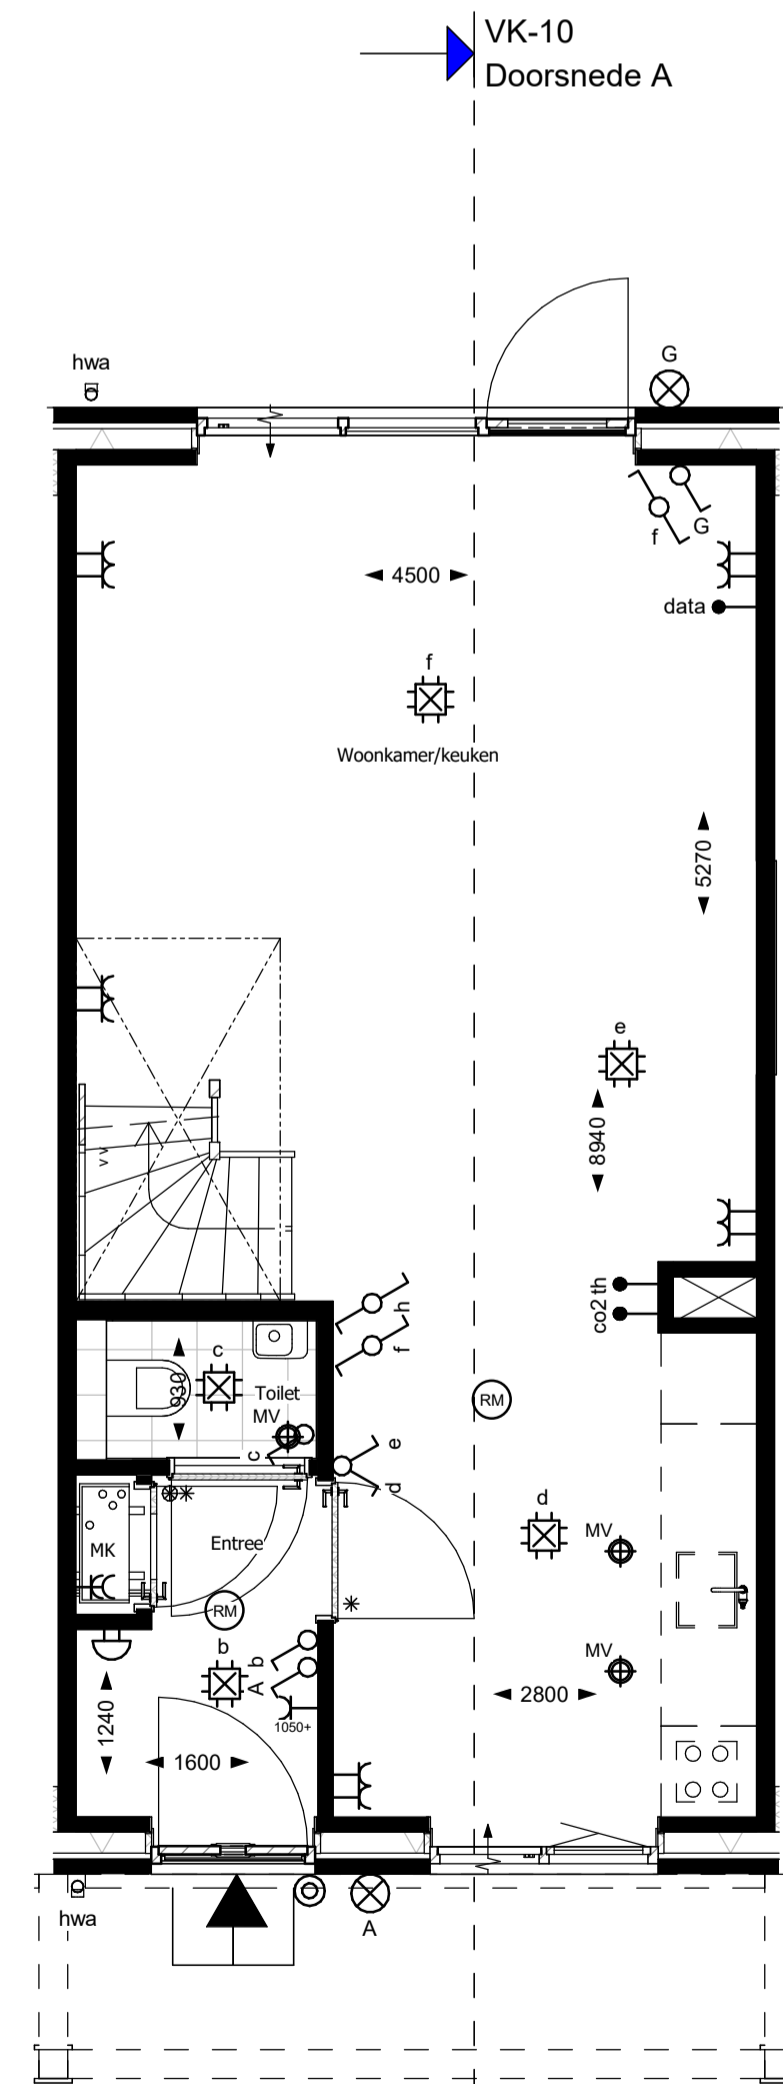 VK-10
Doorsnede A
hwa
G
f
G
4500
data
f
Woonkamer/keuken
5270
e
8940
vv
h
co2 th
f
c
930
Toilet
MV
RM
c
e
d
d
MV
MK
Entree
RM
b
b
A
MV
1240
1050+
2800
1600
hwa
A